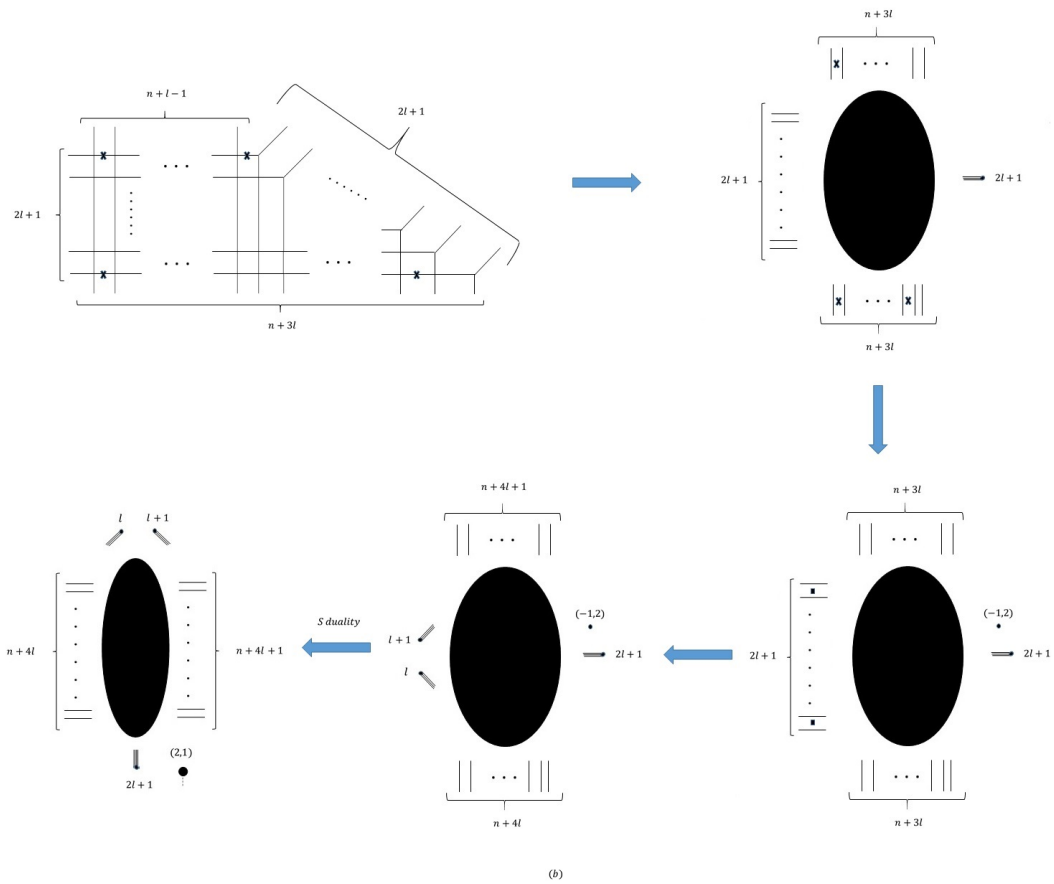 n + l − 1
2l + 1
2l + 1
n + 3l
n + 3l
2l + 1
2l + 1
n + 3l
n + 3l
(−1,2)
2l + 1
2l + 1
n + 3l
n + 4l + 1
(−1,2)
l + 1
2l + 1
l
n + 4l
S duality
l
l + 1
n + 4l
n + 4l + 1
(2,1)
2l + 1
(b)